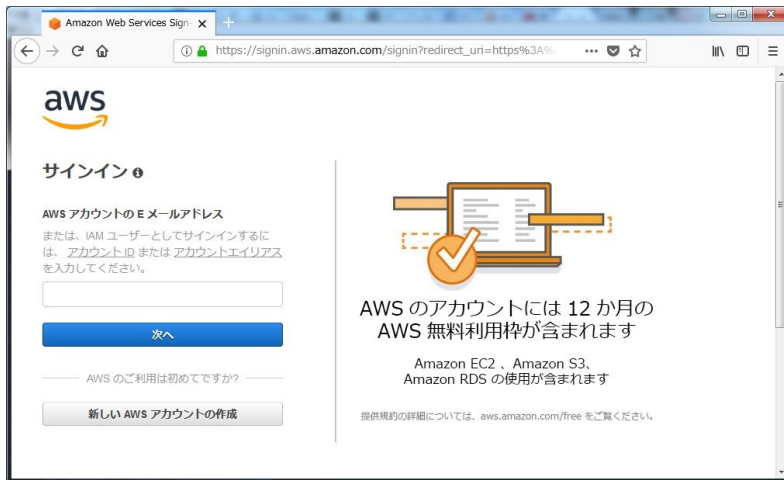 Amazon Web Services Sign-
https://signin.aws.amazon.com/signin?redirect_uri=https%3A%
aws
サインイン
AWS アカウントの E メールアドレス
または、IAM ユーザーとしてサインインするに
は、 アカウント ID または アカウントエイリアス
を入力してください。
次へ
AWS のご利用は初めてですか?
新しい AWS アカウントの作成
AWS のアカウントには 12 か月の
AWS 無料利用枠が含まれます
Amazon EC2 、Amazon S3、
Amazon RDS の使用が含まれます
提供規約の詳細については、aws.amazon.com/free をご覧ください。